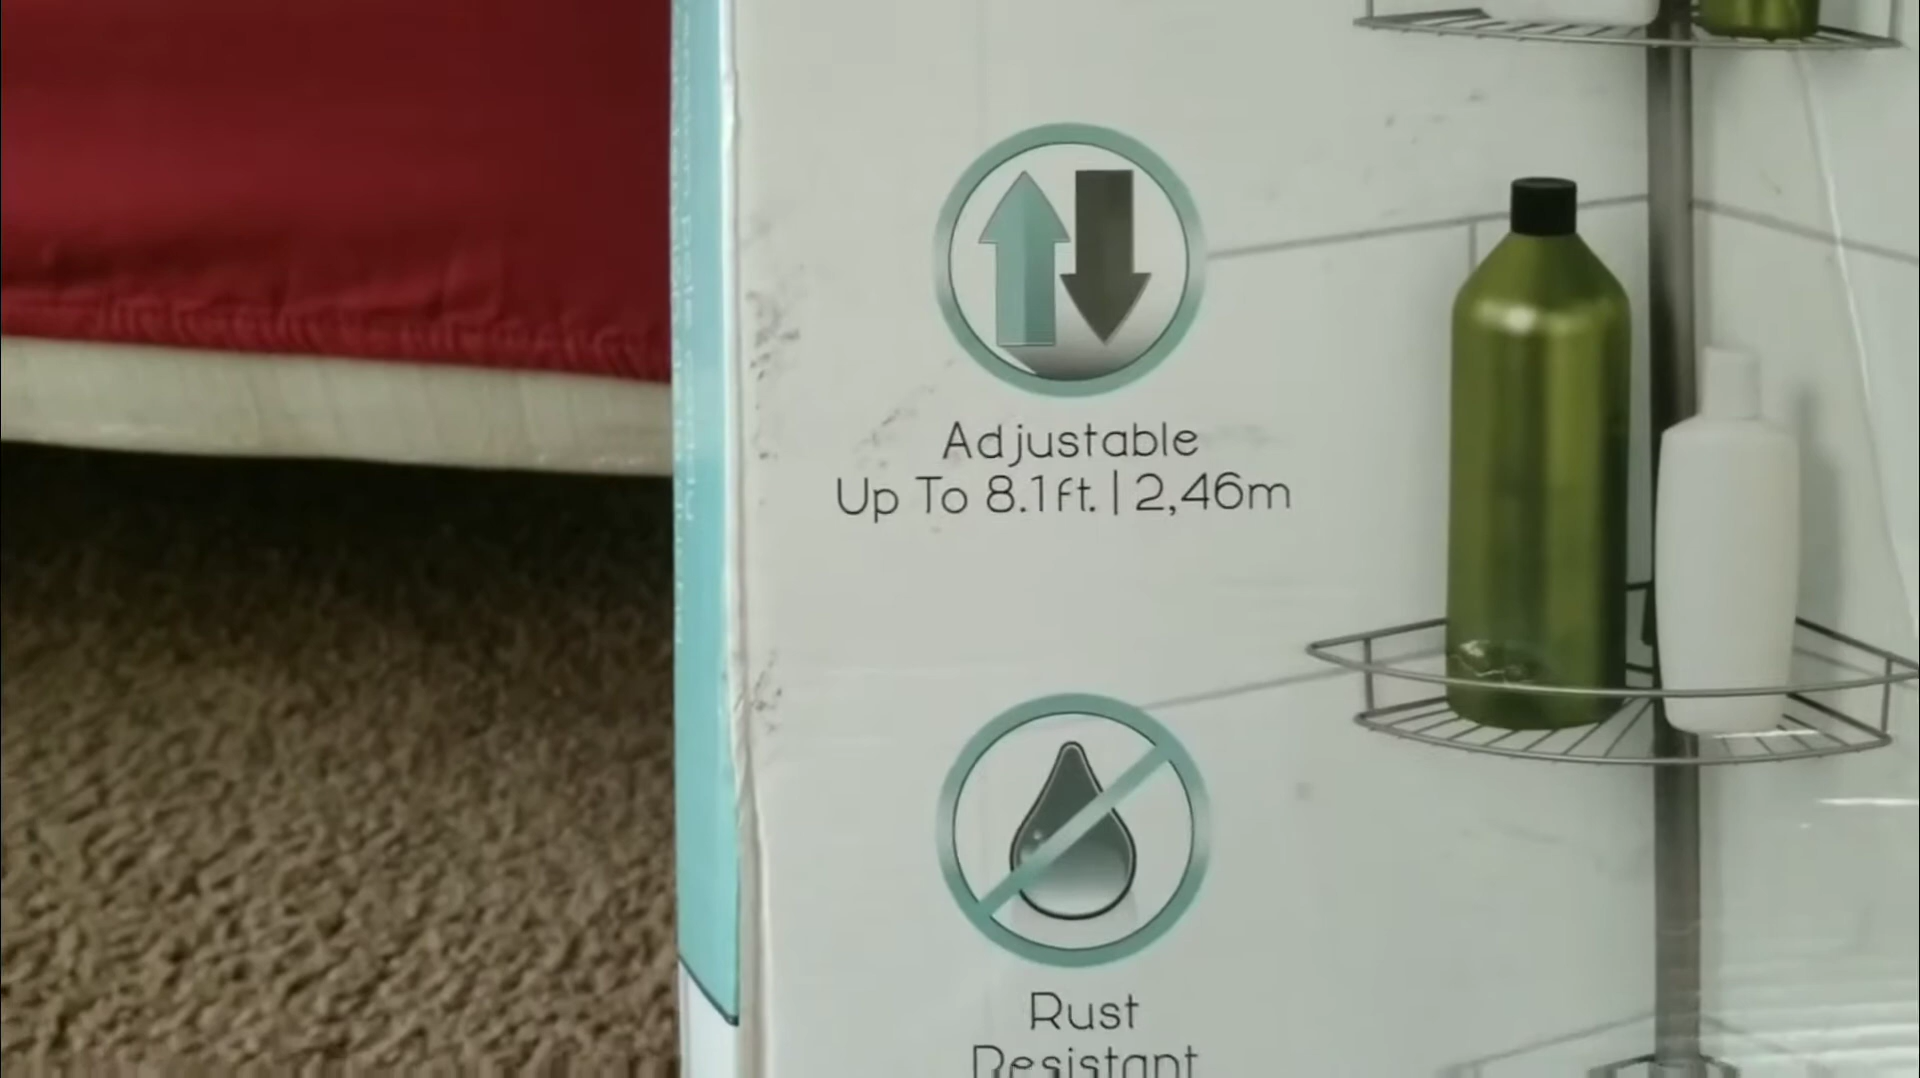 Adjustable
Up To 8.1ft. | 2,46m
Rust
Resistant